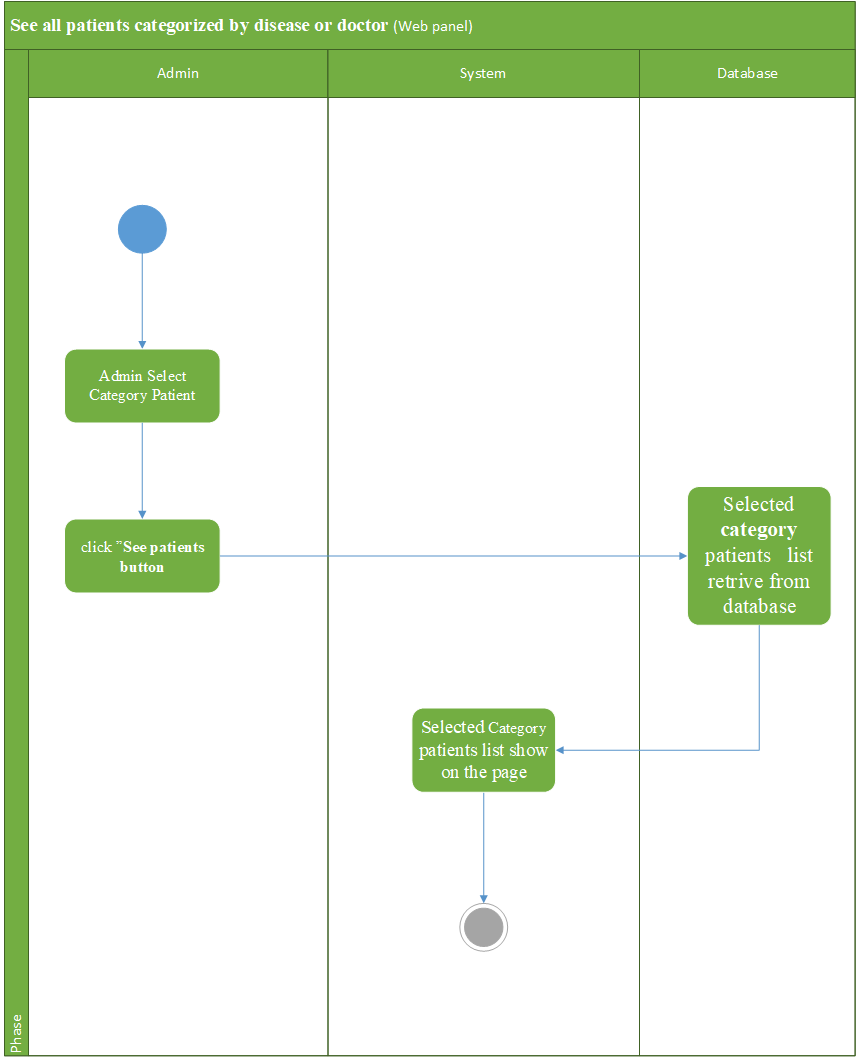 See all patients categorized by disease or doctor (Web panel)
Admin
System
Database
Admin Select
Category Patient
click ”See patients
button
Selected
category
patients list
retrive from
database
Selected Category
patients list show
on the page
Phase